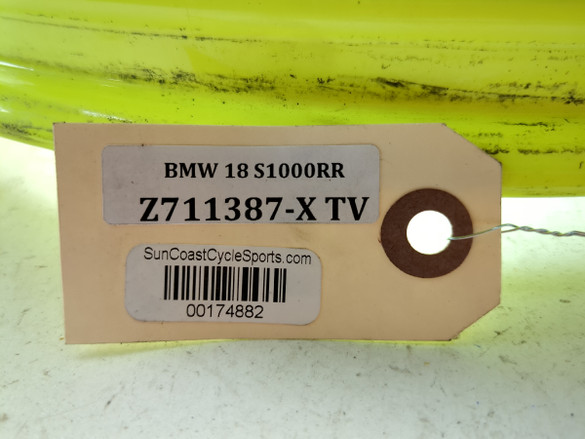 BMW 18 S1000RR
Z711387-X TV
SunCoastCycleSports.com
00174882